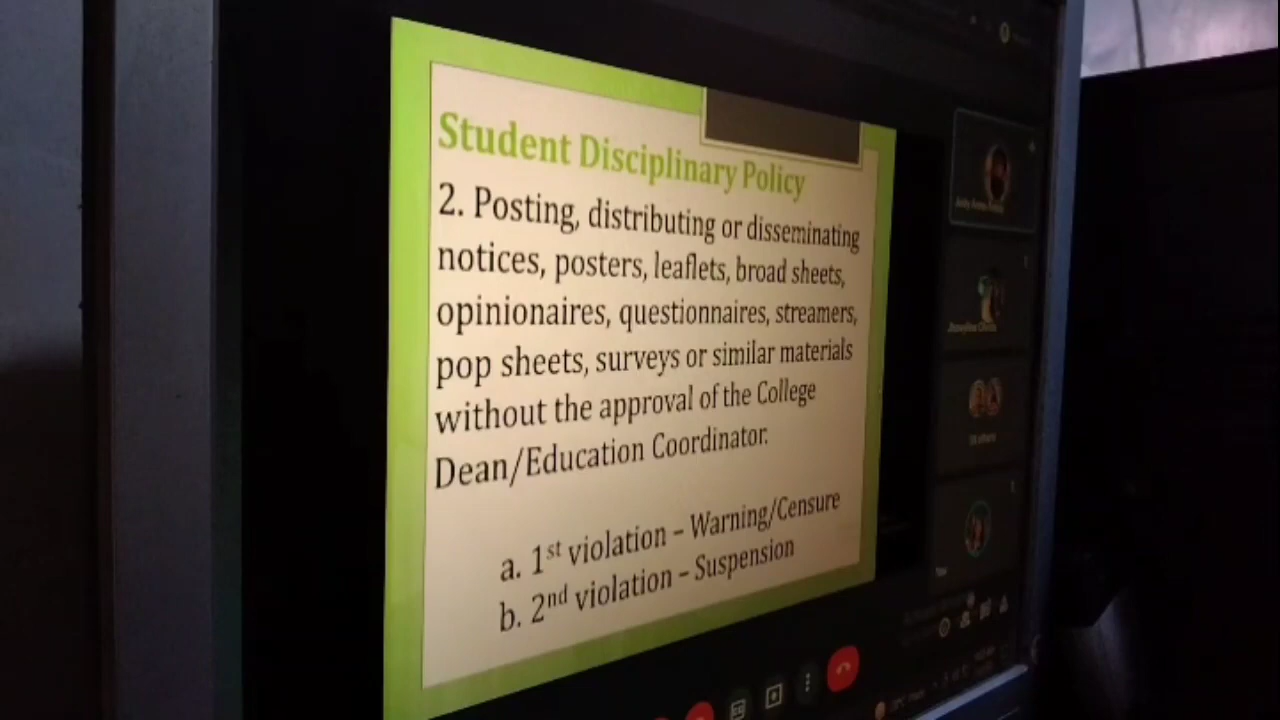 Student Disciplinary Policy
2. Posting, distributing or disseminating
notices, posters, leaflets, broad sheets,
opinionaires, questionnaires, streamers,
pop sheets, surveys or similar materials
without the approval of the College
Dean/Education Coordinator.
a. 1st violation – Warning/Censure
b. 2nd violation – Suspension